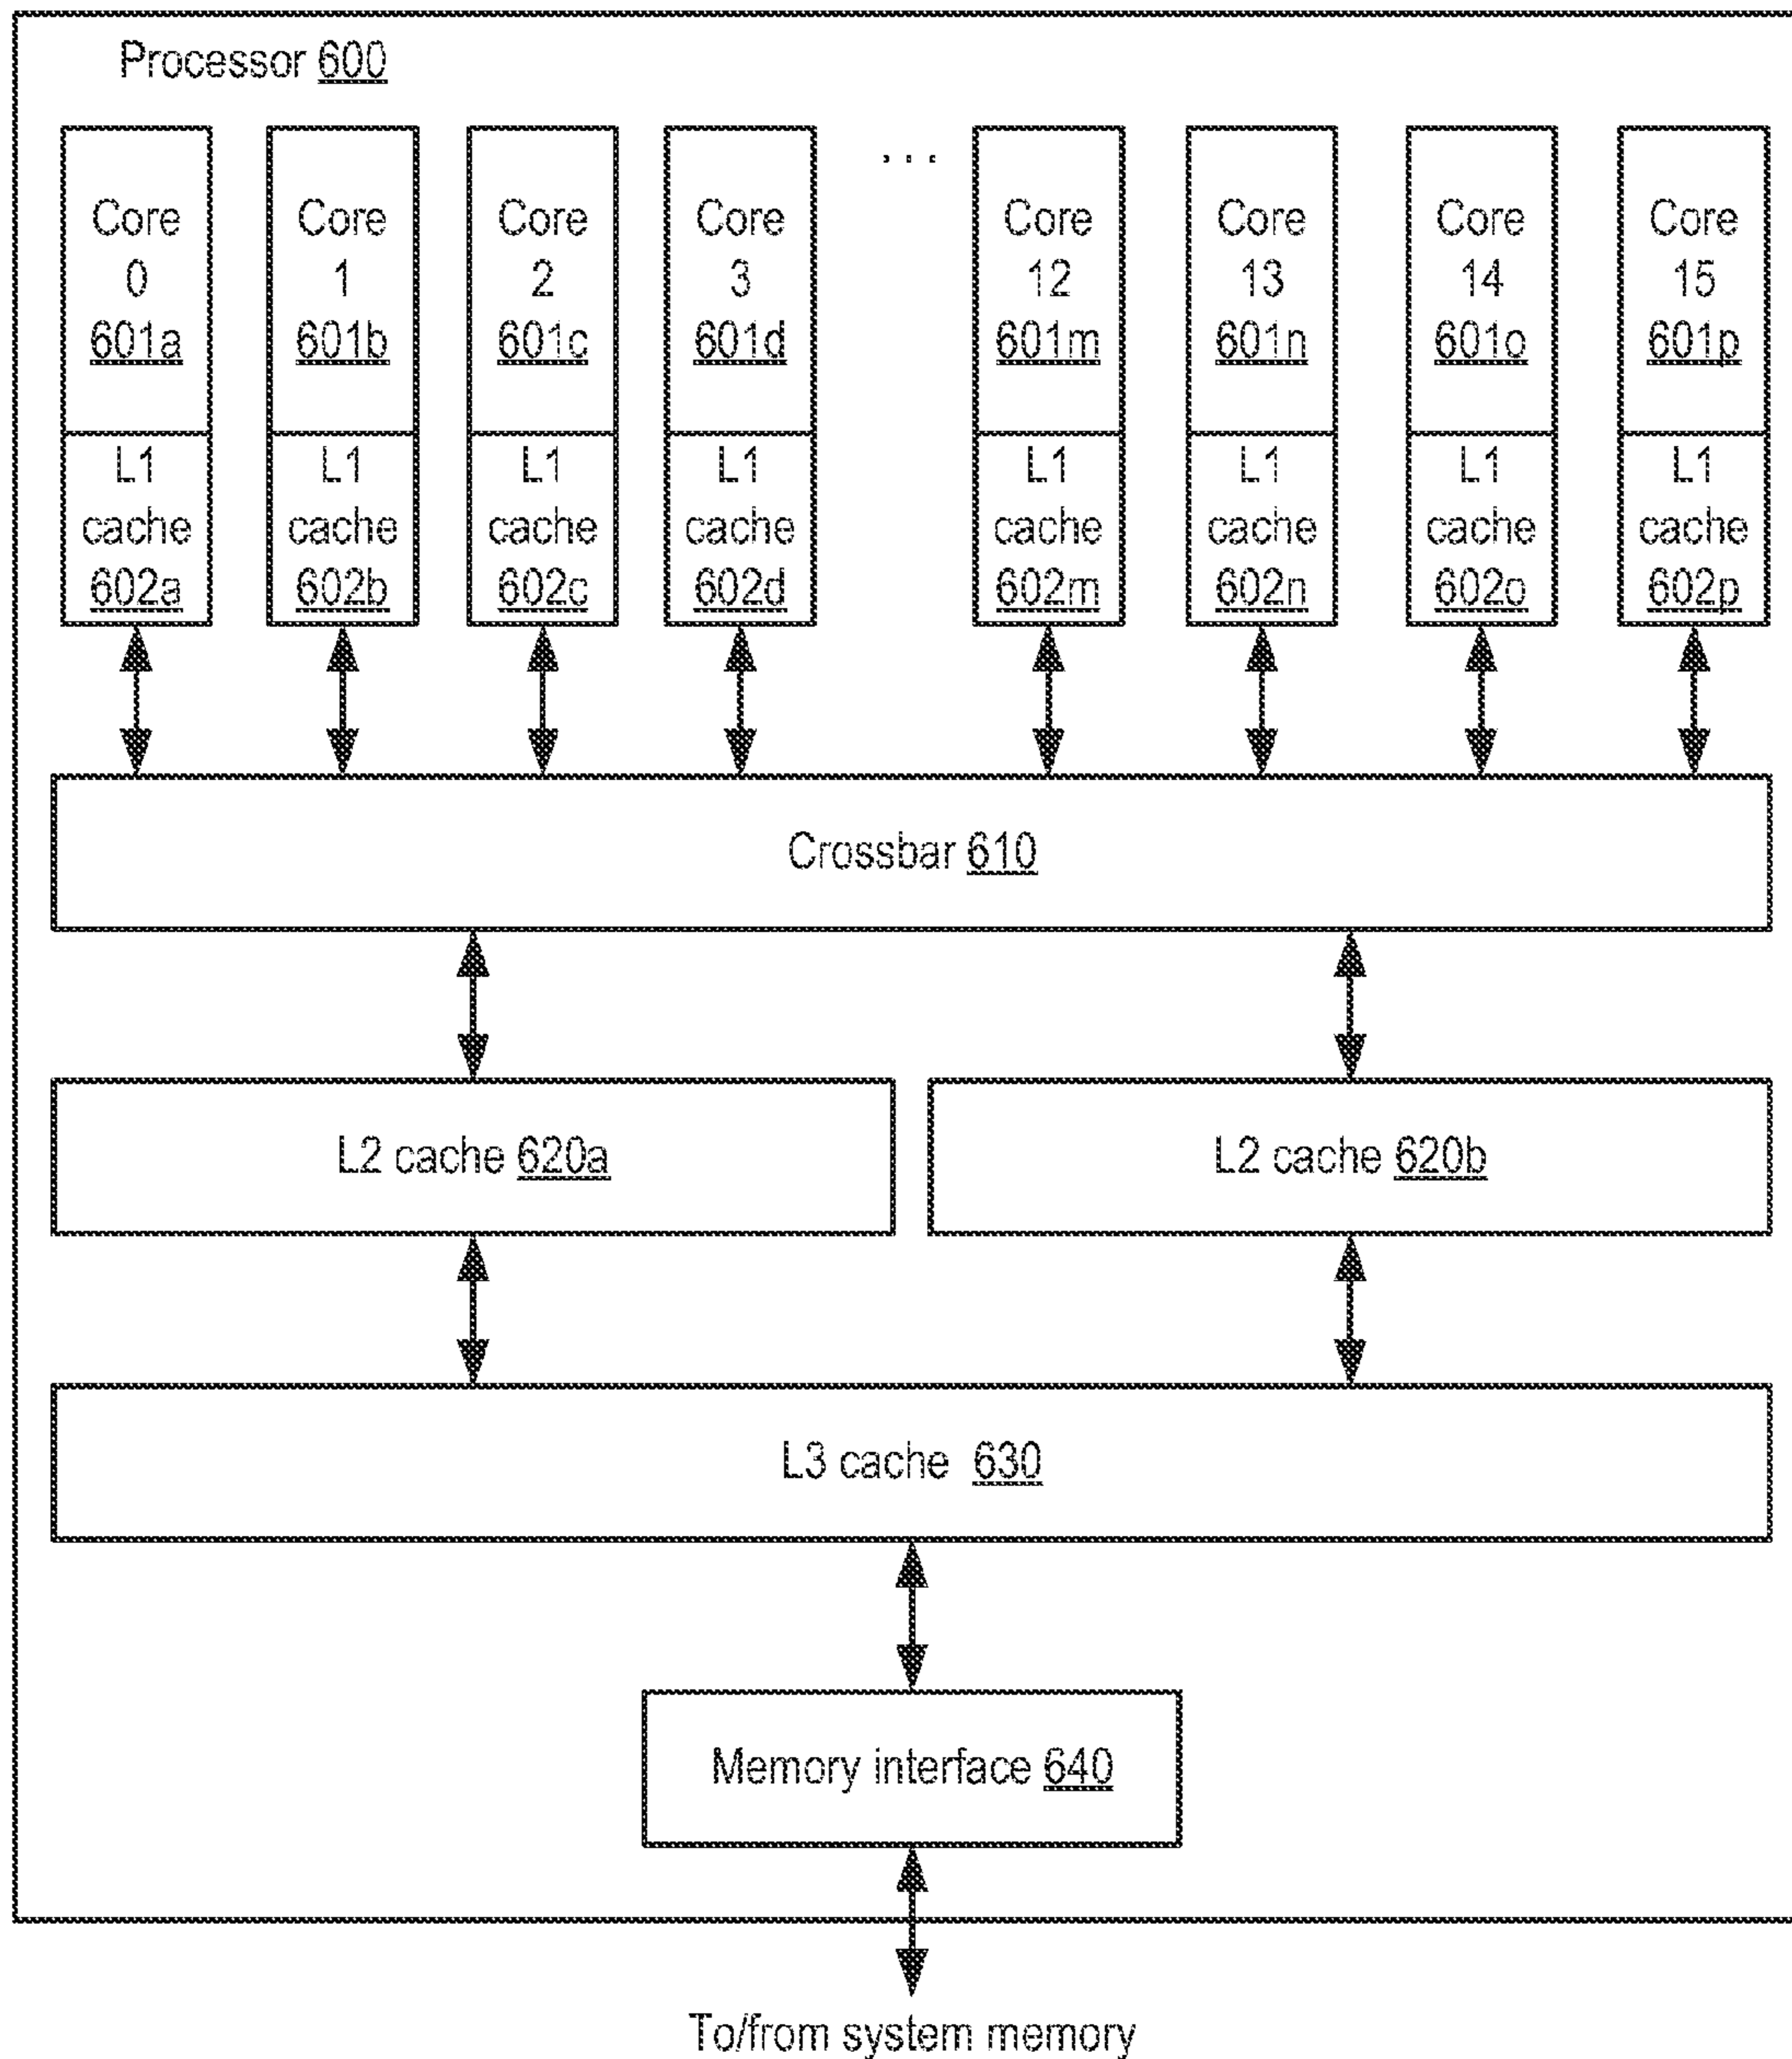 Processor 600
Core
0
601a
Core
1
601b
Core
2
601c
Core
3
601d
...
Core
12
601m
Core
13
601n
Core
14
601o
Core
15
601p
L1
cache
602a
L1
cache
602b
L1
cache
602c
L1
cache
602d
L1
cache
602m
L1
cache
602n
L1
cache
602o
L1
cache
602p
Crossbar 610
L2 cache 620a
L2 cache 620b
L3 cache 630
Memory interface 640
To/from system memory